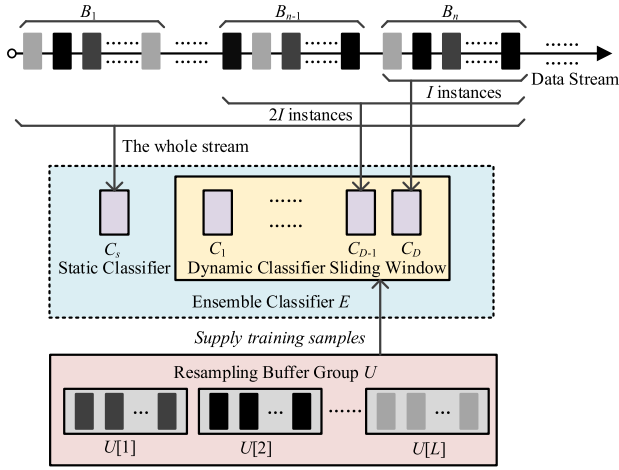 B1 Bn-1 Bn
...... ...... ...... ...... ......
...... ...... ...... ...... ......
Data Stream
I instances
2I instances
The whole stream
......
......
Cs C1 CD-1 CD
Static Classifier Dynamic Classifier Sliding Window
Ensemble Classifier E
Supply training samples
Resampling Buffer Group U
... ... ...... ...
U[1] U[2] U[L]